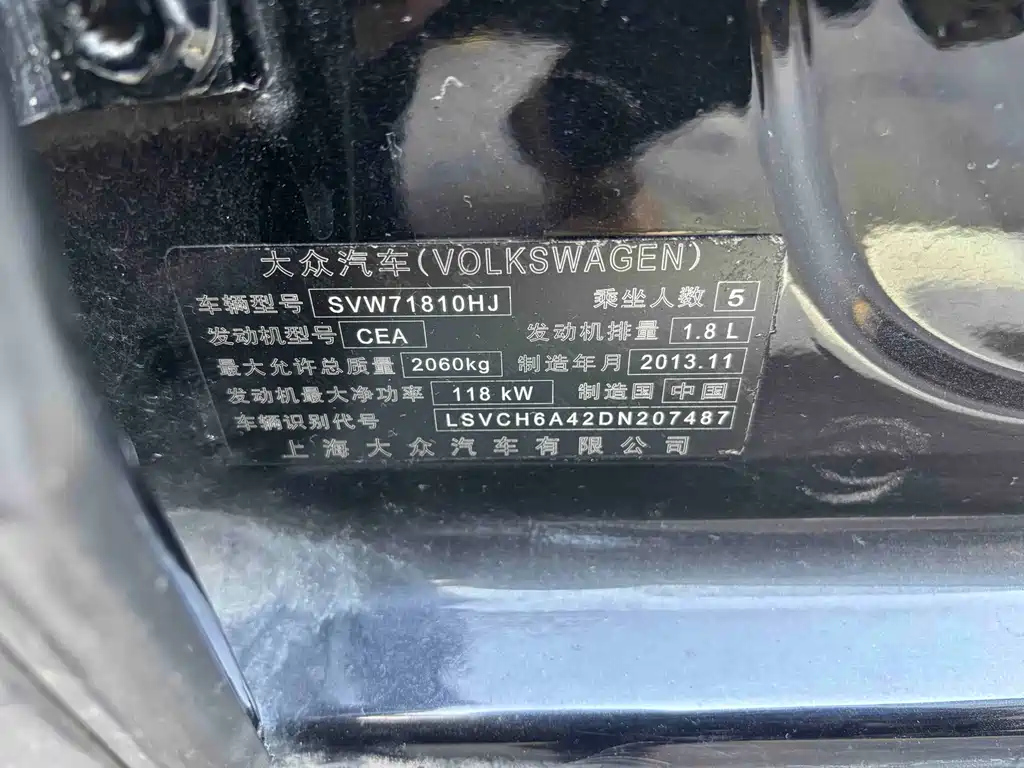 大众汽车(VOLKSWAGEN)
车辆型号 SVW71810HJ 乘坐人数 5
发动机型号 CEA 发动机排量 1.8 L
最大允许总质量 2060kg 制造年月 2013.11
发动机最大净功率 118 kW 制造国 中国
车辆识别代号 LSVCH6A42DN207487
上海大众汽车有限公司